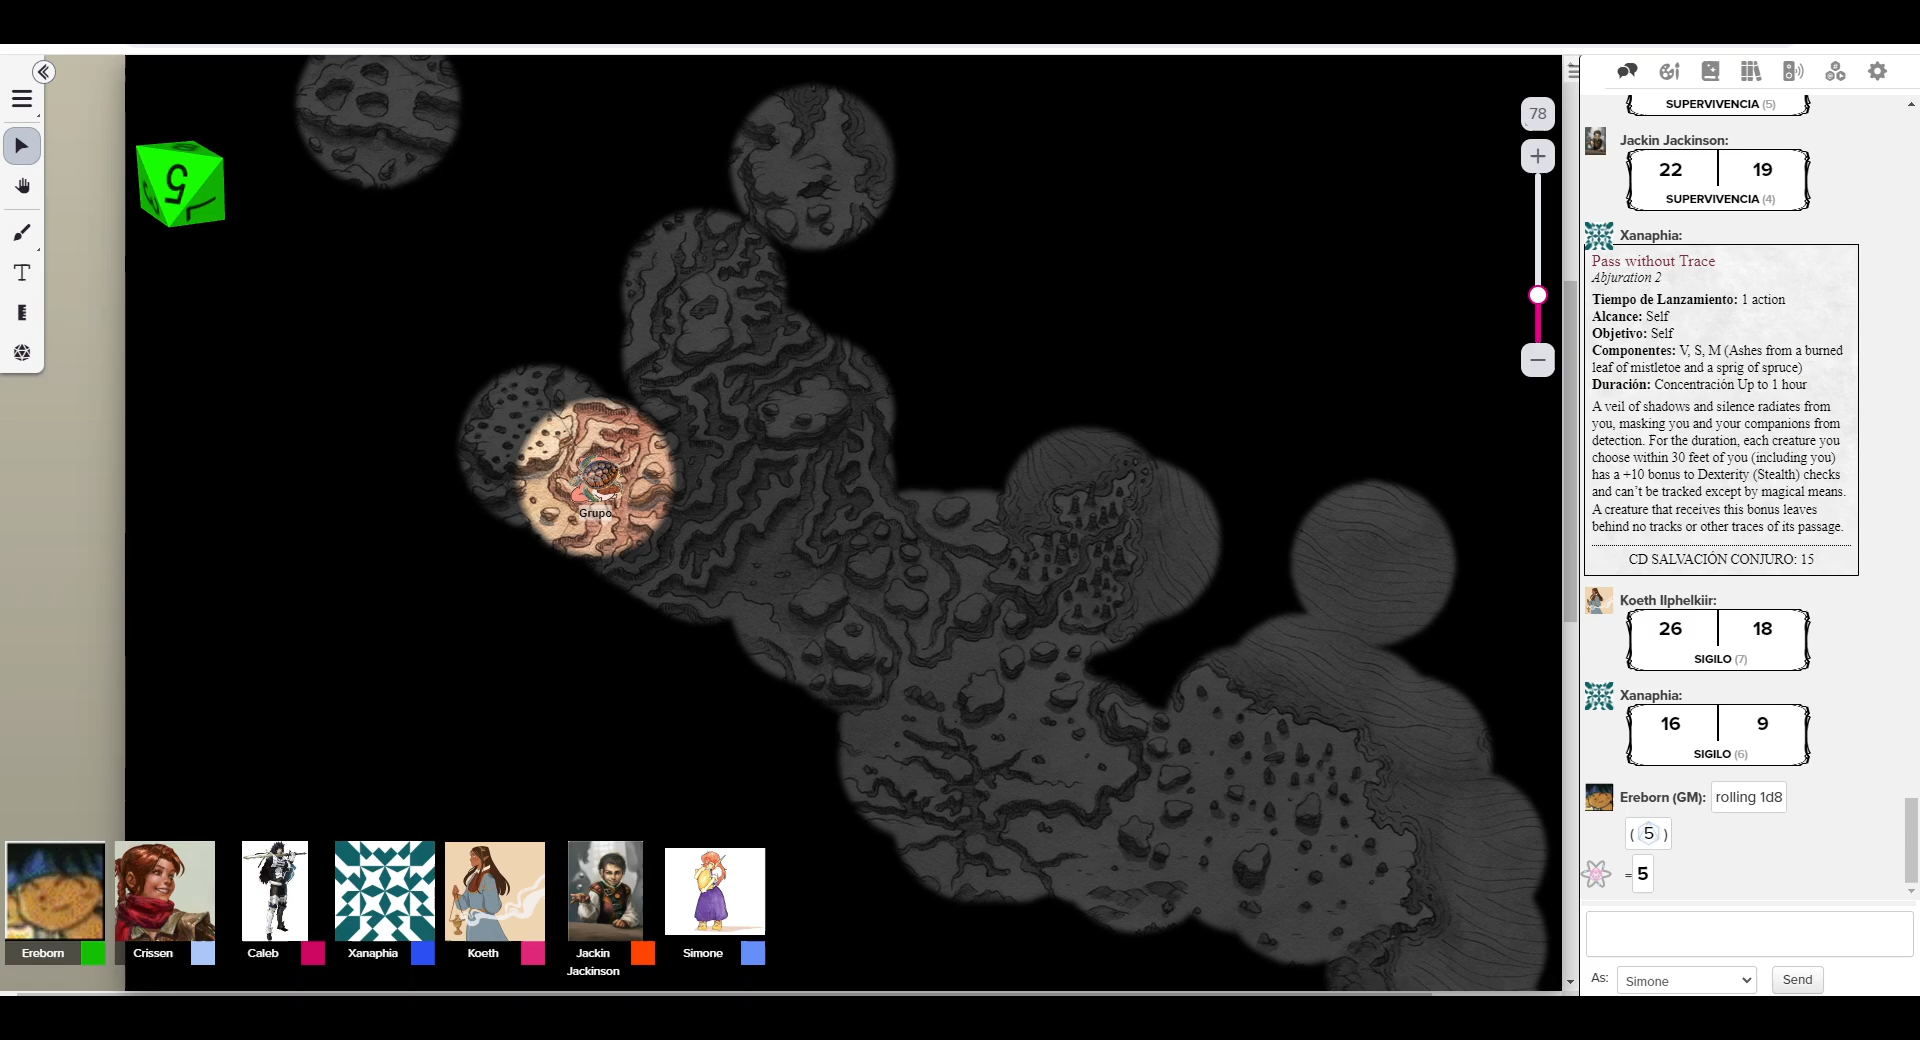 SUPERVIVENCIA (5)
Jackin Jackinson:
22 19
SUPERVIVENCIA (4)
Xanaphia:
Pass without Trace
Abjuration 2
Tiempo de Lanzamiento: 1 action
Alcance: Self
Objetivo: Self
Componentes: V, S, M (Ashes from a burned
leaf of mistletoe and a sprig of spruce)
Duración: Concentración Up to 1 hour
A veil of shadows and silence radiates from
you, masking you and your companions from
detection. For the duration, each creature you
choose within 30 feet of you (including you)
has a +10 bonus to Dexterity (Stealth) checks
and can't be tracked except by magical means.
A creature that receives this bonus leaves
behind no tracks or other traces of its passage.
CD SALVACIÓN CONJURO: 15
Koeth Ilphelkiir:
26 18
SIGILO (7)
Xanaphia:
16 9
SIGILO (6)
Ereborn (GM): rolling 1d8
(5)
=5
As: Simone Send
78
5
Grupo
Ereborn
Crissen
Caleb
Xanaphia
Koeth
Jackin
Jackinson
Simone